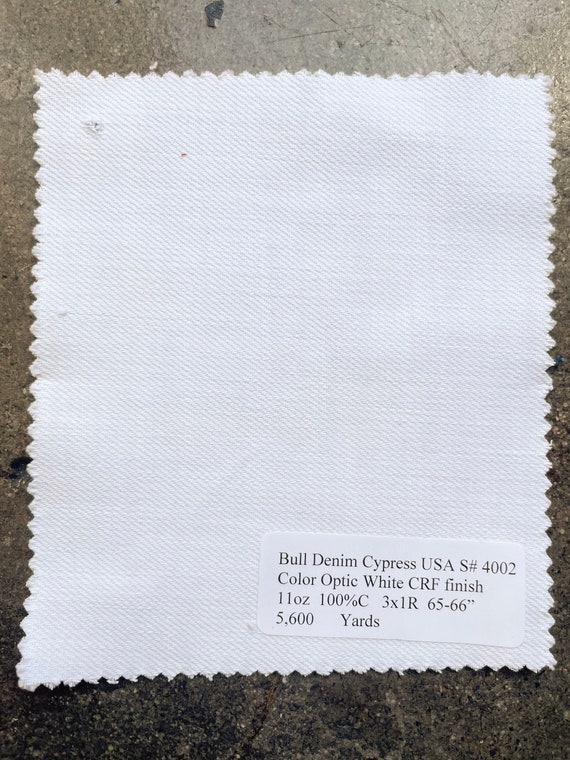 Bull Denim Cypress USA S# 4002
Color Optic White CRF finish
11oz 100%C 3x1R 65-66”
5,600 Yards